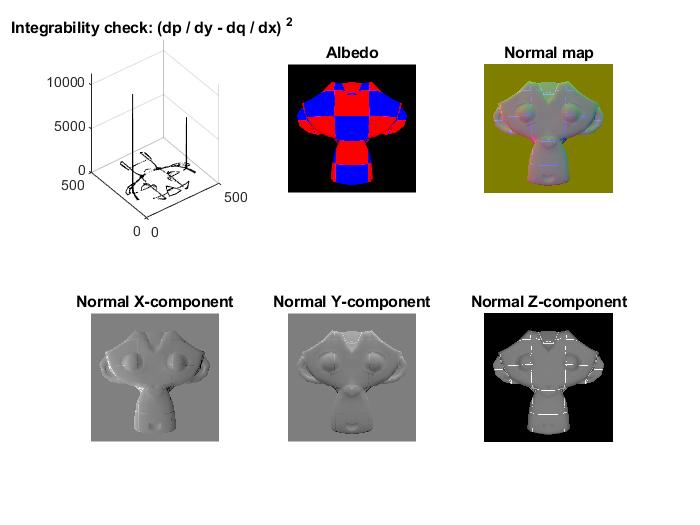 Integrability check: (dp / dy - dq / dx) ²
Albedo
Normal map
10000
5000
0
500
500
0 0
Normal X-component
Normal Y-component
Normal Z-component